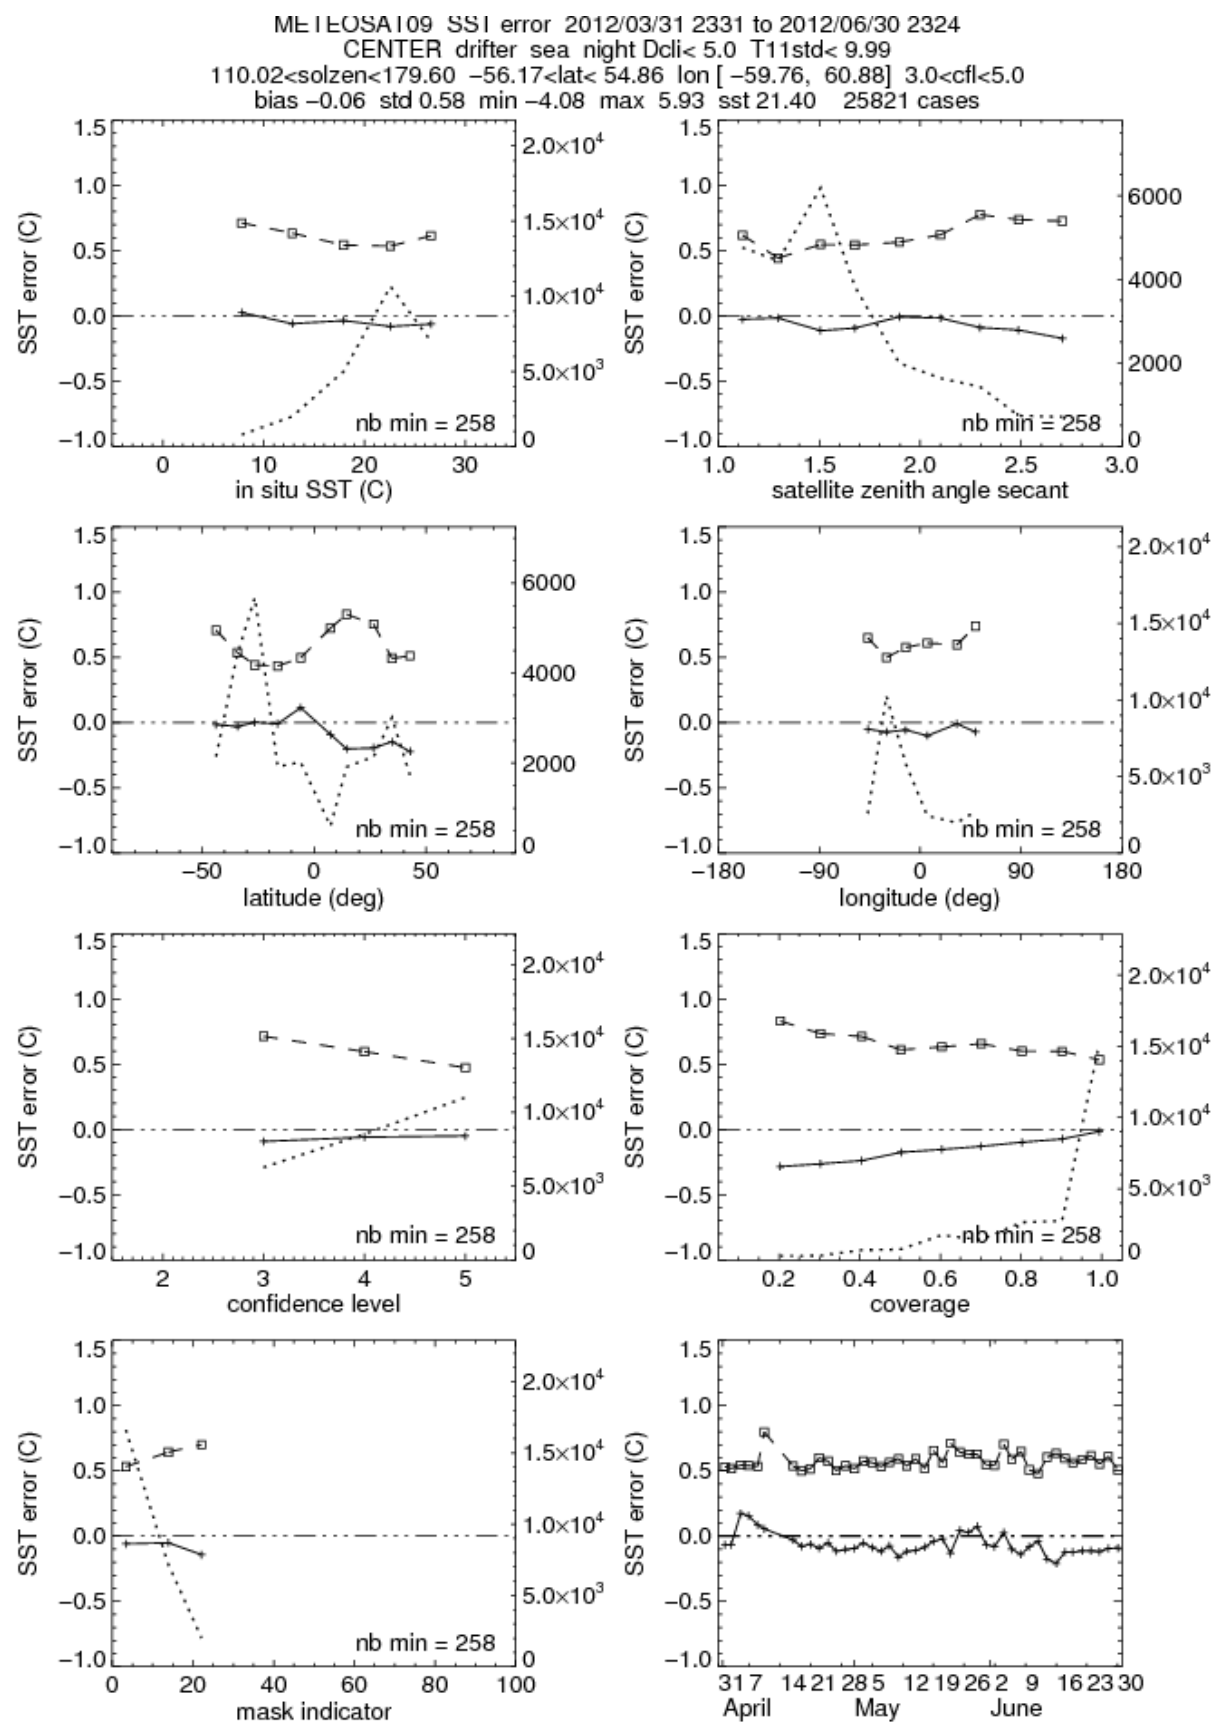 METEOSAT09 SST error 2012/03/31 2331 to 2012/06/30 2324
CENTER drifter sea night Dcli< 5.0 T11std< 9.99
110.02<solzen<179.60 −56.17<lat< 54.86 lon [ −59.76, 60.88] 3.0<cfl<5.0
bias −0.06 std 0.58 min −4.08 max 5.93 sst 21.40 25821 cases
SST error (C)
1.5
1.0
0.5
0.0
−0.5
−1.0
2.0×10⁴
1.5×10⁴
1.0×10⁴
5.0×10³
0
nb min = 258
0 10 20 30
in situ SST (C)
SST error (C)
1.5
1.0
0.5
0.0
−0.5
−1.0
6000
4000
2000
0
nb min = 258
1.0 1.5 2.0 2.5 3.0
satellite zenith angle secant
SST error (C)
1.5
1.0
0.5
0.0
−0.5
−1.0
6000
4000
2000
0
nb min = 258
−50 0 50
latitude (deg)
SST error (C)
1.5
1.0
0.5
0.0
−0.5
−1.0
2.0×10⁴
1.5×10⁴
1.0×10⁴
5.0×10³
0
nb min = 258
−180 −90 0 90 180
longitude (deg)
SST error (C)
1.5
1.0
0.5
0.0
−0.5
−1.0
2.0×10⁴
1.5×10⁴
1.0×10⁴
5.0×10³
0
nb min = 258
2 3 4 5
confidence level
SST error (C)
1.5
1.0
0.5
0.0
−0.5
−1.0
2.0×10⁴
1.5×10⁴
1.0×10⁴
5.0×10³
0
nb min = 258
0.2 0.4 0.6 0.8 1.0
coverage
SST error (C)
1.5
1.0
0.5
0.0
−0.5
−1.0
2.0×10⁴
1.5×10⁴
1.0×10⁴
5.0×10³
0
nb min = 258
0 20 40 60 80 100
mask indicator
SST error (C)
1.5
1.0
0.5
0.0
−0.5
−1.0
31 7 14 21 28 5 12 19 26 2 9 16 23 30
April May June